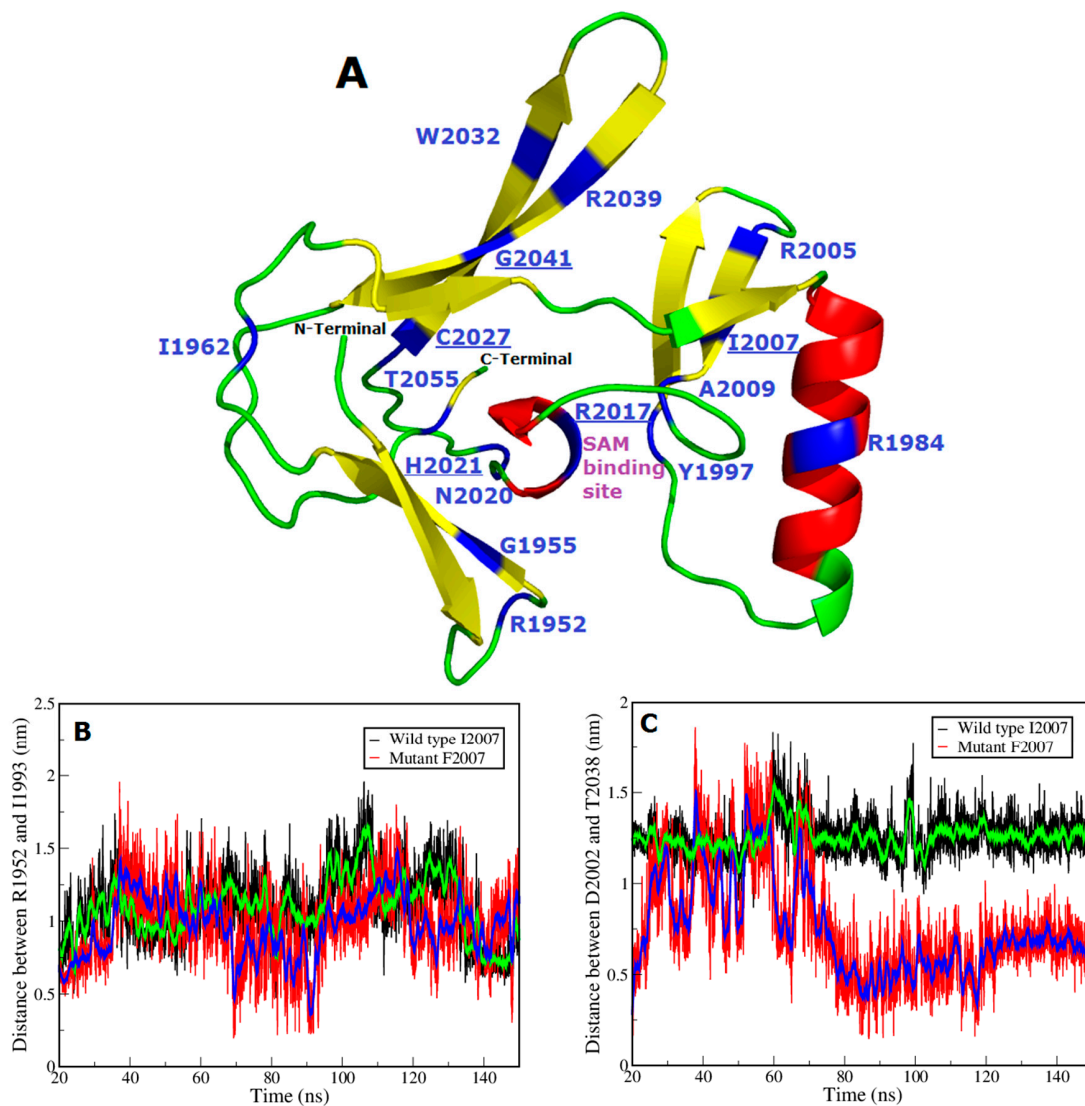 A
W2032
R2039
G2041
R2005
N-Terminal
I1962
C2027
C-Terminal
I2007
T2055
A2009
R2017
R1984
H2021
SAM
binding
site
Y1997
N2020
G1955
R1952
B
Wild type I2007
Mutant F2007
Distance between R1952 and I1993 (nm)
2.5
2
1.5
1
0.5
0
20 40 60 80 100 120 140
Time (ns)
C
Wild type I2007
Mutant F2007
Distance between D2002 and T2038 (nm)
2
1.5
1
0.5
0
20 40 60 80 100 120 140
Time (ns)